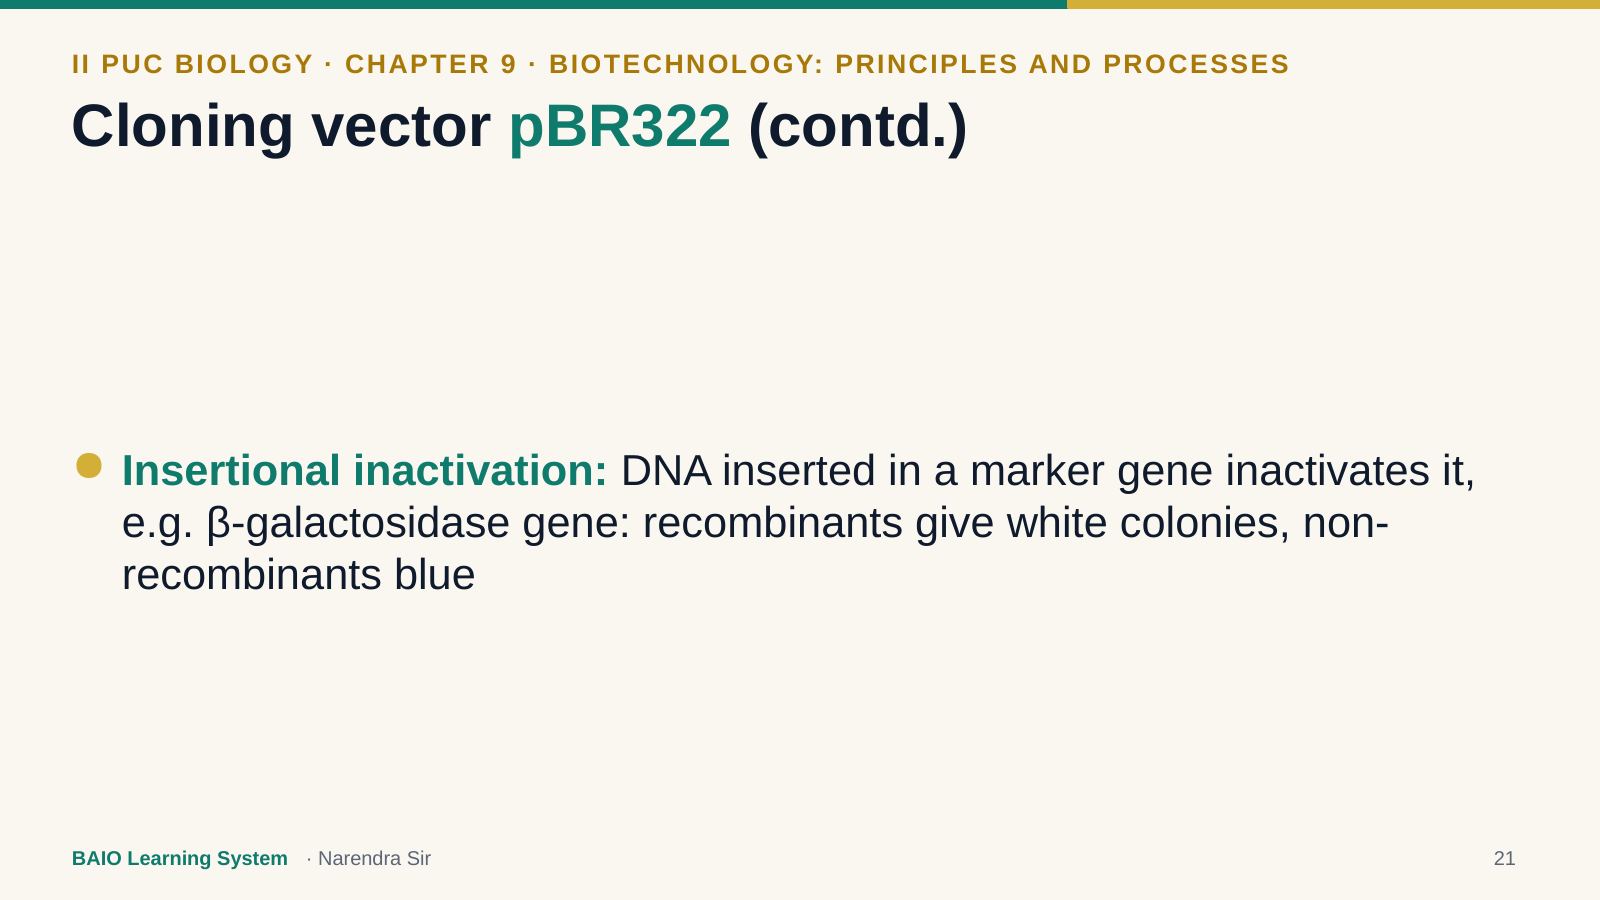 II PUC BIOLOGY · CHAPTER 9 · BIOTECHNOLOGY: PRINCIPLES AND PROCESSES
Cloning vector pBR322 (contd.)
Insertional inactivation: DNA inserted in a marker gene inactivates it,
e.g. β-galactosidase gene: recombinants give white colonies, non-
recombinants blue
BAIO Learning System · Narendra Sir
21